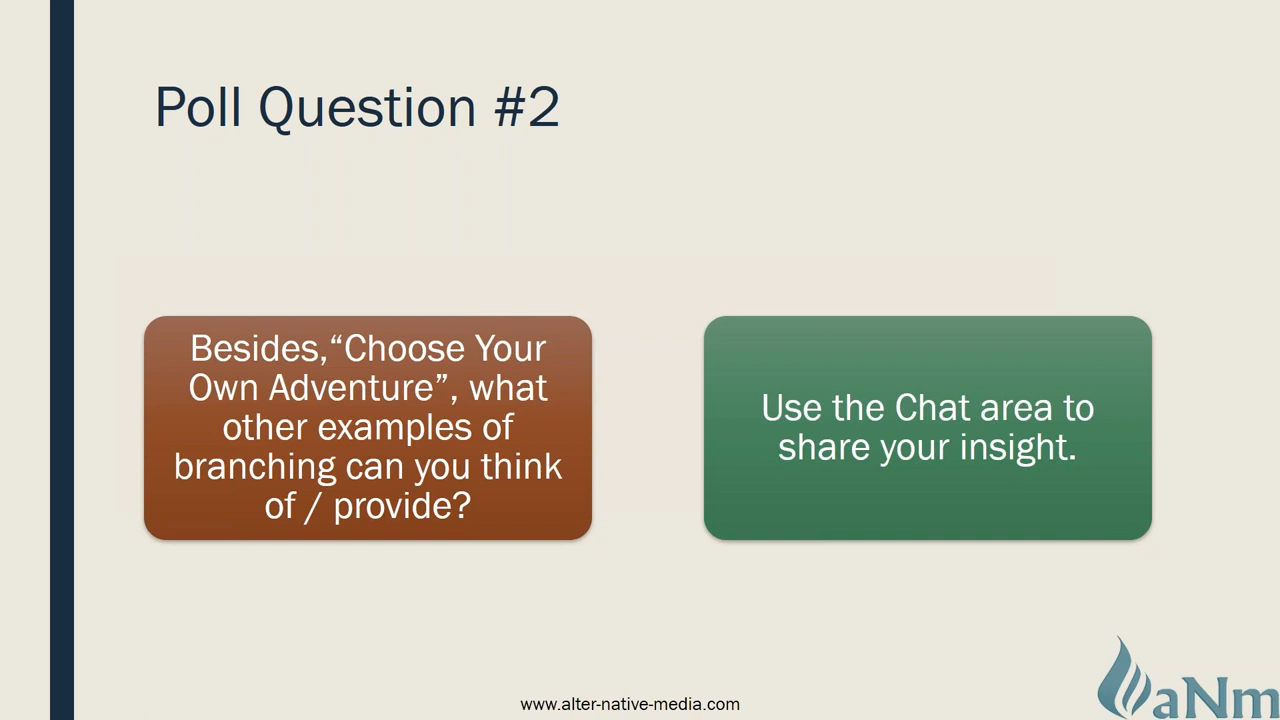 Poll Question #2
Besides,“Choose Your
Own Adventure”, what
other examples of
branching can you think
of / provide?
Use the Chat area to
share your insight.
www.alter-native-media.com
aNm